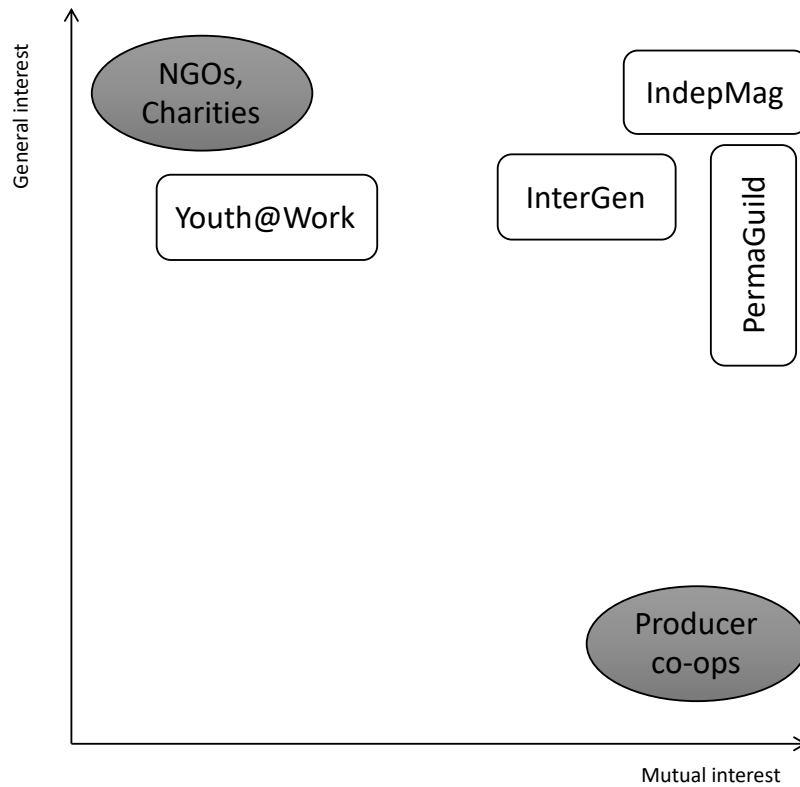 General interest
NGOs,
Charities
IndepMag
Youth@Work
InterGen
PermaGuild
Producer
co-ops
Mutual interest